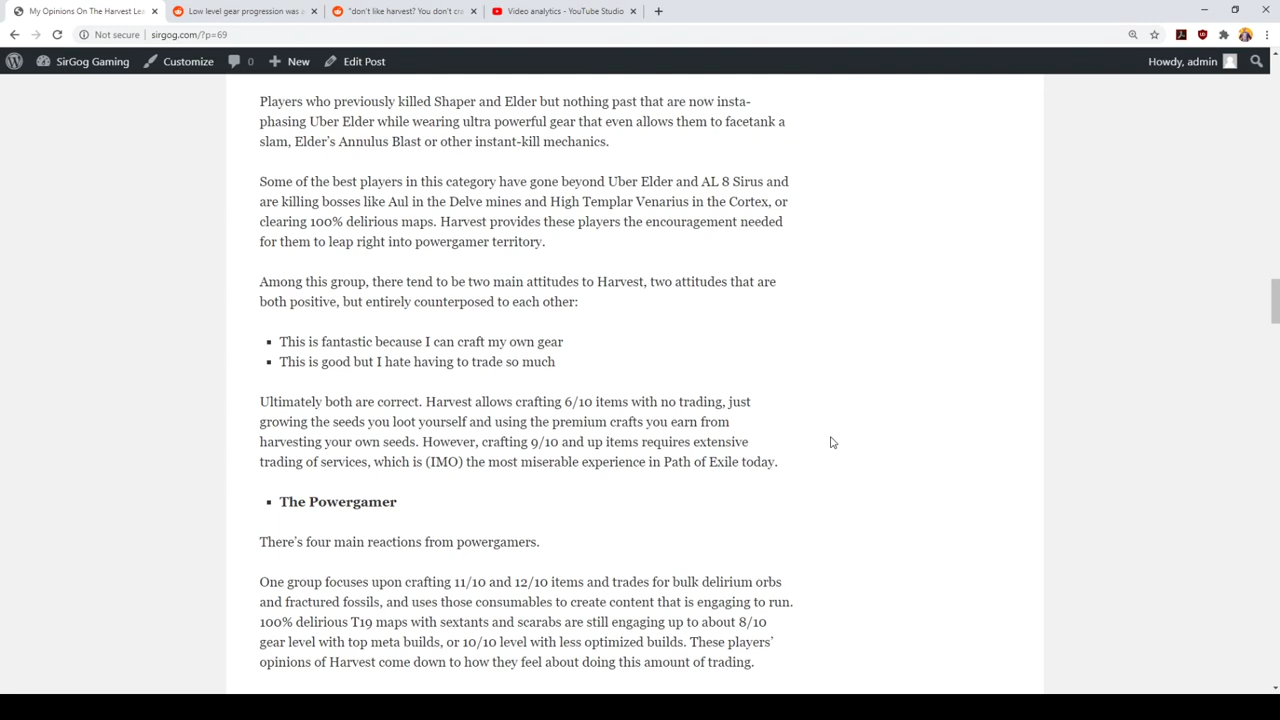 My Opinions On The Harvest Lea
Low level gear progression was a
"don't like harvest? You don't cra
Video analytics - YouTube Studio
Not secure | sirgog.com/?p=69
SirGog Gaming Customize 0 New Edit Post Howdy, admin
Players who previously killed Shaper and Elder but nothing past that are now insta-
phasing Uber Elder while wearing ultra powerful gear that even allows them to facetank a
slam, Elder's Annulus Blast or other instant-kill mechanics.
Some of the best players in this category have gone beyond Uber Elder and AL 8 Sirus and
are killing bosses like Aul in the Delve mines and High Templar Venarius in the Cortex, or
clearing 100% delirious maps. Harvest provides these players the encouragement needed
for them to leap right into powergamer territory.
Among this group, there tend to be two main attitudes to Harvest, two attitudes that are
both positive, but entirely counterposed to each other:
▪ This is fantastic because I can craft my own gear
▪ This is good but I hate having to trade so much
Ultimately both are correct. Harvest allows crafting 6/10 items with no trading, just
growing the seeds you loot yourself and using the premium crafts you earn from
harvesting your own seeds. However, crafting 9/10 and up items requires extensive
trading of services, which is (IMO) the most miserable experience in Path of Exile today.
▪ The Powergamer
There's four main reactions from powergamers.
One group focuses upon crafting 11/10 and 12/10 items and trades for bulk delirium orbs
and fractured fossils, and uses those consumables to create content that is engaging to run.
100% delirious T19 maps with sextants and scarabs are still engaging up to about 8/10
gear level with top meta builds, or 10/10 level with less optimized builds. These players'
opinions of Harvest come down to how they feel about doing this amount of trading.